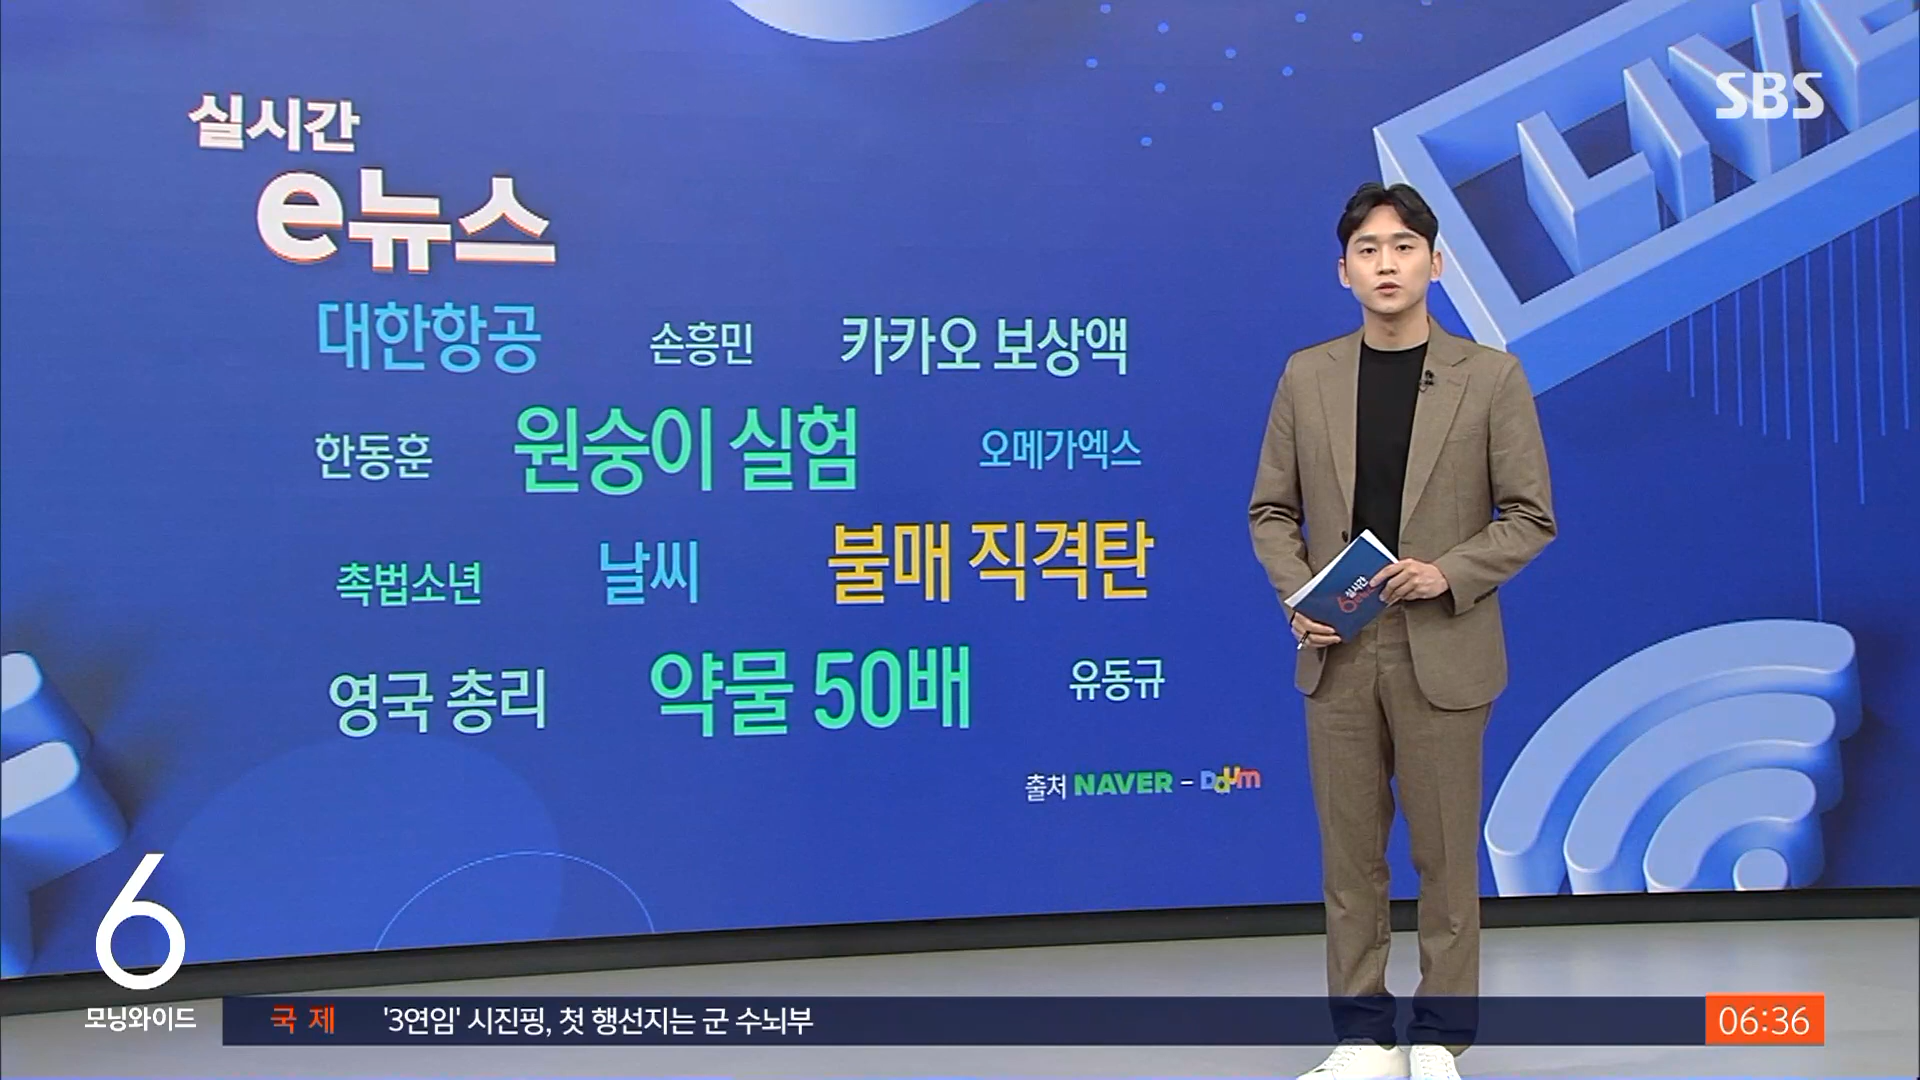 실시간
e뉴스
LIVE
SBS
대한항공 손흥민 카카오 보상액
한동훈 원숭이 실험 오메가엑스
촉법소년 날씨 불매 직격탄
영국 총리 약물 50배 유동규
출처 NAVER - Daum
실시간
6
모닝와이드
국 제 '3연임' 시진핑, 첫 행선지는 군 수뇌부 06:36